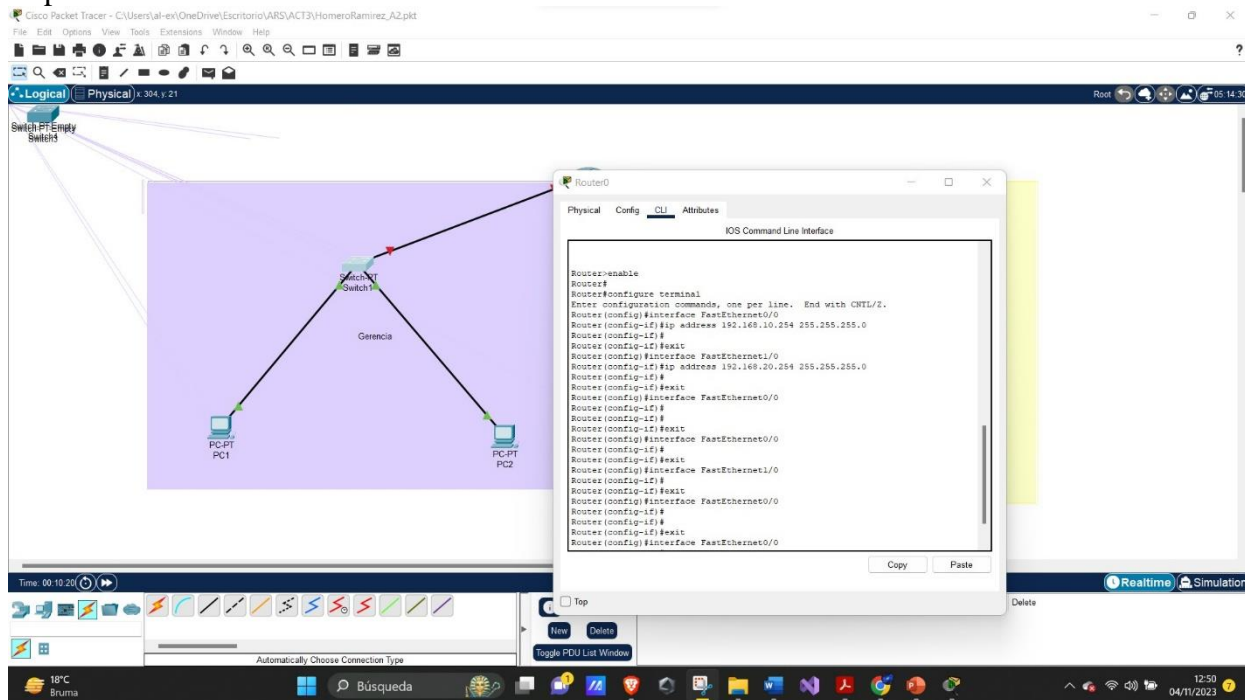 Cisco Packet Tracer - C:\Users\al-ex\OneDrive\Escritorio\ARS\ACT3\HomeroRamirez_A2.pkt
File Edit Options View Tools Extensions Window Help
?
Logical Physical x: 304, y: 21
Root 05:14:30
Switch-PT-Empty
Switch-PT
Switch1
Gerencia
PC-PT
PC1
PC-PT
PC2
Router0
Physical Config CLI Attributes
IOS Command Line Interface
Router>enable
Router#
Router#configure terminal
Enter configuration commands, one per line. End with CNTL/Z.
Router(config)#interface FastEthernet0/0
Router(config-if)#ip address 192.168.10.254 255.255.255.0
Router(config-if)#
Router(config-if)#exit
Router(config)#interface FastEthernet1/0
Router(config-if)#ip address 192.168.20.254 255.255.255.0
Router(config-if)#
Router(config-if)#exit
Router(config)#interface FastEthernet0/0
Router(config-if)#
Router(config-if)#
Router(config-if)#exit
Router(config)#interface FastEthernet0/0
Router(config-if)#
Router(config-if)#exit
Router(config)#interface FastEthernet1/0
Router(config-if)#
Router(config-if)#exit
Router(config)#interface FastEthernet0/0
Router(config-if)#
Router(config-if)#
Router(config-if)#exit
Router(config)#interface FastEthernet0/0
Copy Paste
Top
Time: 00:10:20
Realtime Simulation
New Delete
Toggle PDU List Window
Delete
Automatically Choose Connection Type
18°C
Bruma
Búsqueda
12:50
04/11/2023
7